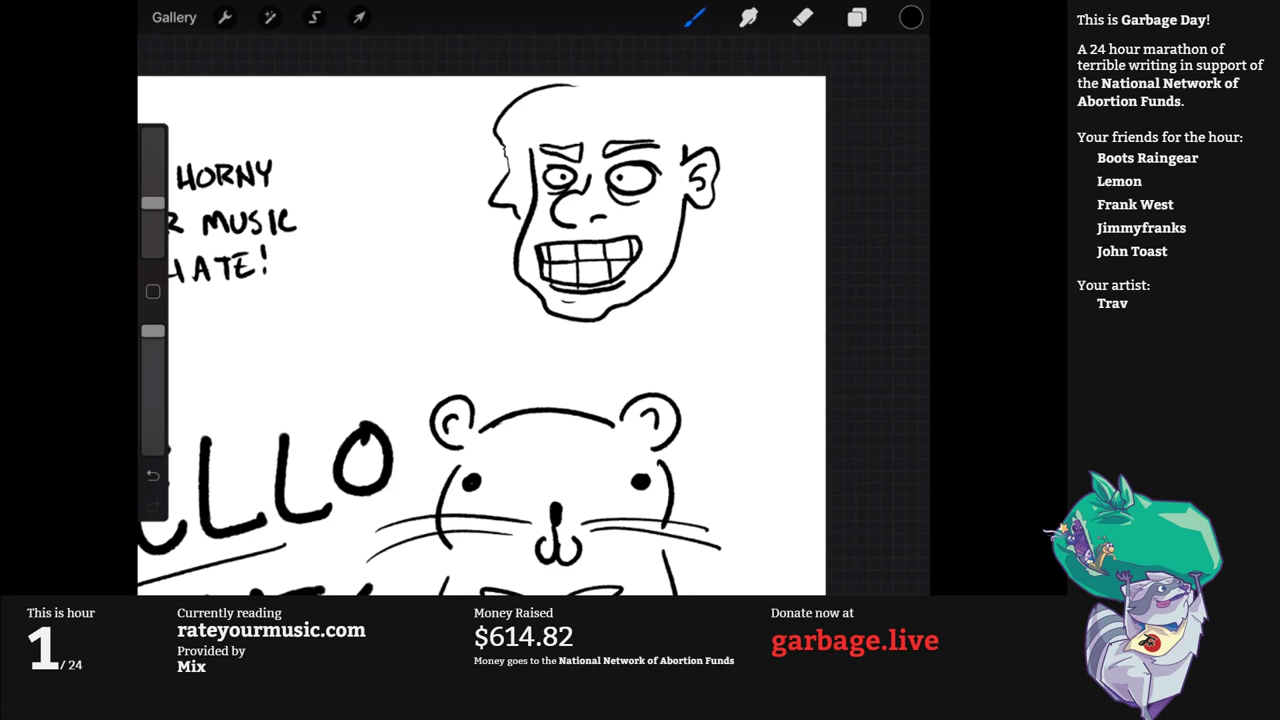 Gallery
HORNY
R MUSIC
HATE!
ELLO
This is Garbage Day!
A 24 hour marathon of
terrible writing in support of
the National Network of
Abortion Funds.
Your friends for the hour:
Boots Raingear
Lemon
Frank West
Jimmyfranks
John Toast
Your artist:
Trav
This is hour
1 / 24
Currently reading
rateyourmusic.com
Provided by
Mix
Money Raised
$614.82
Money goes to the National Network of Abortion Funds
Donate now at
garbage.live